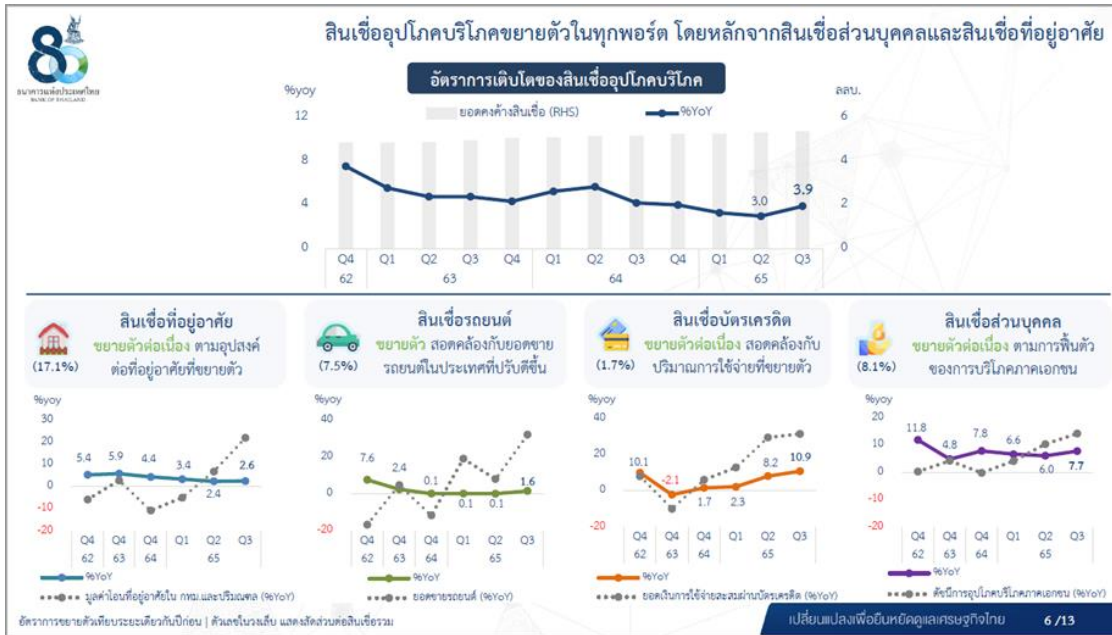 สินเชื่ออุปโภคบริโภคขยายตัวในทุกพอร์ต โดยหลักจากสินเชื่อส่วนบุคคลและสินเชื่อที่อยู่อาศัย
ธนาคารแห่งประเทศไทย
BANK OF THAILAND
อัตราการเติบโตของสินเชื่ออุปโภคบริโภค
%yoy
ลลบ.
ยอดคงค้างสินเชื่อ (RHS) %YoY
12 6
8 4
4 2
0 0
3.0 3.9
Q4 Q1 Q2 Q3 Q4 Q1 Q2 Q3 Q4 Q1 Q2 Q3
62 63 64 65
สินเชื่อที่อยู่อาศัย
ขยายตัวต่อเนื่อง ตามอุปสงค์
ต่อที่อยู่อาศัยที่ขยายตัว
(17.1%)
%yoy
30
20
10
0
-10
-20
5.4 5.9 4.4 3.4 2.4 2.6
Q4 Q4 Q4 Q1 Q2 Q3
62 63 64 65
%YoY
มูลค่าโอนที่อยู่อาศัยใน กทม.และปริมณฑล (%YoY)
สินเชื่อรถยนต์
ขยายตัว สอดคล้องกับยอดขาย
รถยนต์ในประเทศที่ปรับดีขึ้น
(7.5%)
%yoy
40
20
0
-20
7.6 2.4 0.1 0.1 0.1 1.6
Q4 Q4 Q4 Q1 Q2 Q3
62 63 64 65
%YoY
ยอดขายรถยนต์ (%YoY)
สินเชื่อบัตรเครดิต
ขยายตัวต่อเนื่อง สอดคล้องกับ
ปริมาณการใช้จ่ายที่ขยายตัว
(1.7%)
%yoy
40
20
0
-20
10.1 -2.1 1.7 2.3 8.2 10.9
Q4 Q4 Q4 Q1 Q2 Q3
62 63 64 65
%YoY
ยอดเงินการใช้จ่ายสะสมผ่านบัตรเครดิต (%YoY)
สินเชื่อส่วนบุคคล
ขยายตัวต่อเนื่อง ตามการฟื้นตัว
ของการบริโภคภาคเอกชน
(8.1%)
%yoy
20
10
0
-10
-20
11.8 4.8 7.8 6.6 6.0 7.7
Q4 Q4 Q4 Q1 Q2 Q3
62 63 64 65
%YoY
ดัชนีการอุปโภคบริโภคภาคเอกชน (%YoY)
อัตราการขยายตัวเทียบระยะเดียวกันปีก่อน | ตัวเลขในวงเล็บ แสดงสัดส่วนต่อสินเชื่อรวม
เปลี่ยนแปลงเพื่อยืนหยัดดูแลเศรษฐกิจไทย 6 /13